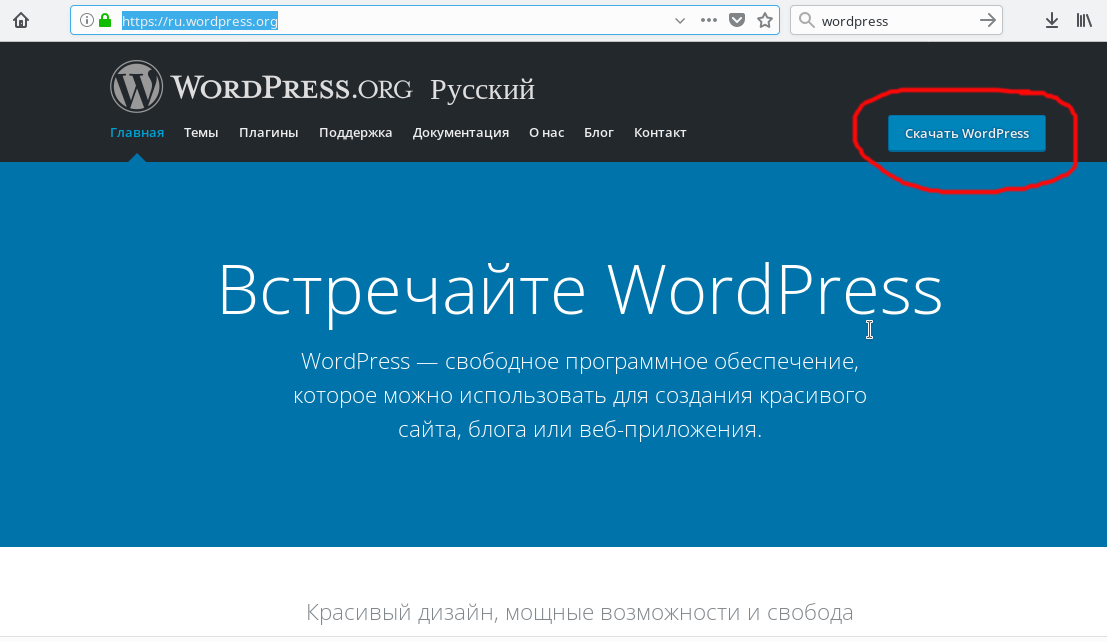 https://ru.wordpress.org
wordpress
WORDPRESS.ORG Русский
Главная Темы Плагины Поддержка Документация О нас Блог Контакт
Скачать WordPress
Встречайте WordPress
WordPress — свободное программное обеспечение,
которое можно использовать для создания красивого
сайта, блога или веб-приложения.
Красивый дизайн, мощные возможности и свобода